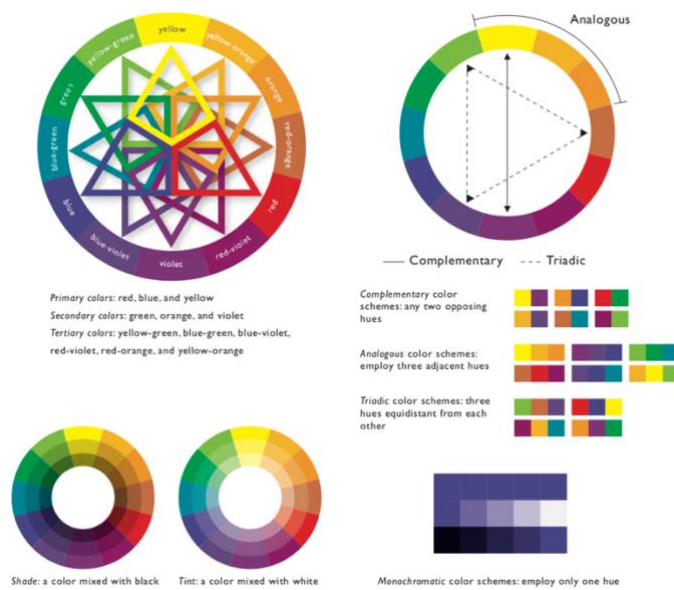 yellow
yellow-orange
orange
red-orange
red
red-violet
violet
blue-violet
blue
blue-green
green
yellow-green
Analogous
Complementary
Triadic
Primary colors: red, blue, and yellow
Secondary colors: green, orange, and violet
Tertiary colors: yellow-green, blue-green, blue-violet,
red-violet, red-orange, and yellow-orange
Complementary color
schemes: any two opposing
hues
Analogous color schemes:
employ three adjacent hues
Triadic color schemes: three
hues equidistant from each
other
Shade: a color mixed with black
Tint: a color mixed with white
Monochromatic color schemes: employ only one hue